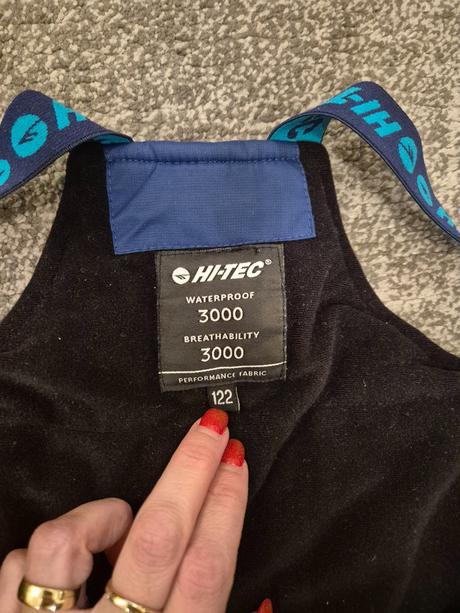 HI-TEC®
WATERPROOF
3000
BREATHABILITY
3000
PERFORMANCE FABRIC
122